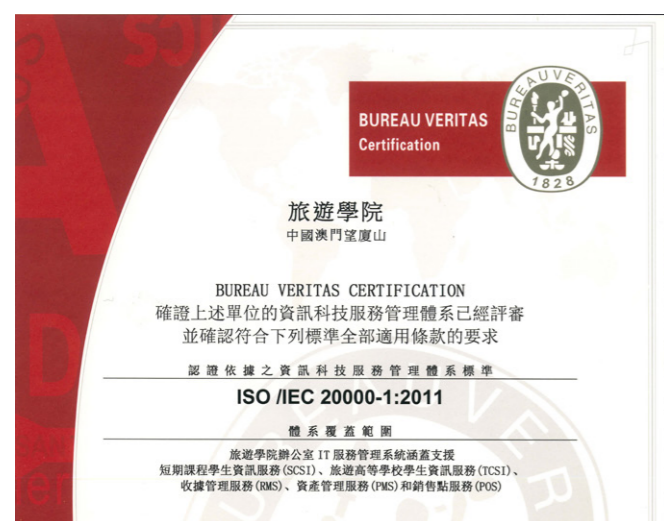 BUREAU VERITAS
Certification
BUREAU VERITAS
1828
旅遊學院
中國澳門望廈山
BUREAU VERITAS CERTIFICATION
確證上述單位的資訊科技服務管理體系已經評審
並確認符合下列標準全部適用條款的要求
認證依據之資訊科技服務管理體系標準
ISO /IEC 20000-1:2011
體系覆蓋範圍
旅遊學院辦公室 IT 服務管理系統涵蓋支援
短期課程學生資訊服務(SCSI)、旅遊高等學校學生資訊服務(TCSI)、
收據管理服務(RMS)、資產管理服務(PMS)和銷售點服務(POS)